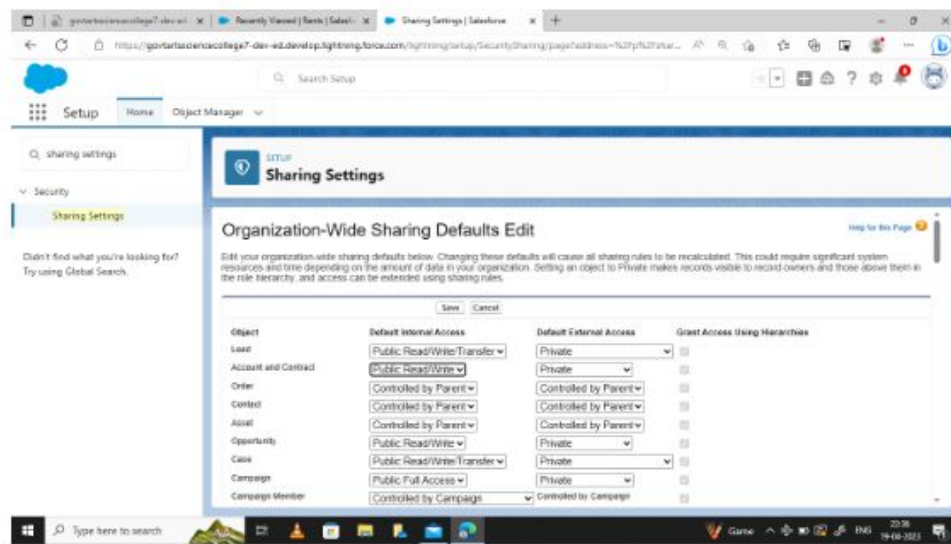 Recently Viewed | Rents | Salesf
Sharing Settings | Salesforce
https://govtartssciencecollege7-dev-ed.develop.lightning.force.com/lightning/setup/SecuritySharing/page?address=%2Fp%2Fshar...
Search Setup
Setup
Home
Object Manager
sharing settings
Security
Sharing Settings
Didn't find what you're looking for?
Try using Global Search.
SETUP
Sharing Settings
Organization-Wide Sharing Defaults Edit
Help for this Page
Edit your organization-wide sharing defaults below. Changing these defaults will cause all sharing rules to be recalculated. This could require significant system
resources and time depending on the amount of data in your organization. Setting an object to Private makes records visible to record owners and those above them in
the role hierarchy, and access can be extended using sharing rules.
Save Cancel
Object Default Internal Access Default External Access Grant Access Using Hierarchies
Lead Public Read/Write/Transfer Private
Account and Contract Public Read/Write Private
Order Controlled by Parent Controlled by Parent
Contact Controlled by Parent Controlled by Parent
Asset Controlled by Parent Controlled by Parent
Opportunity Public Read/Write Private
Case Public Read/Write/Transfer Private
Campaign Public Full Access Private
Campaign Member Controlled by Campaign Controlled by Campaign
Type here to search
Game
ENG
19-04-2023